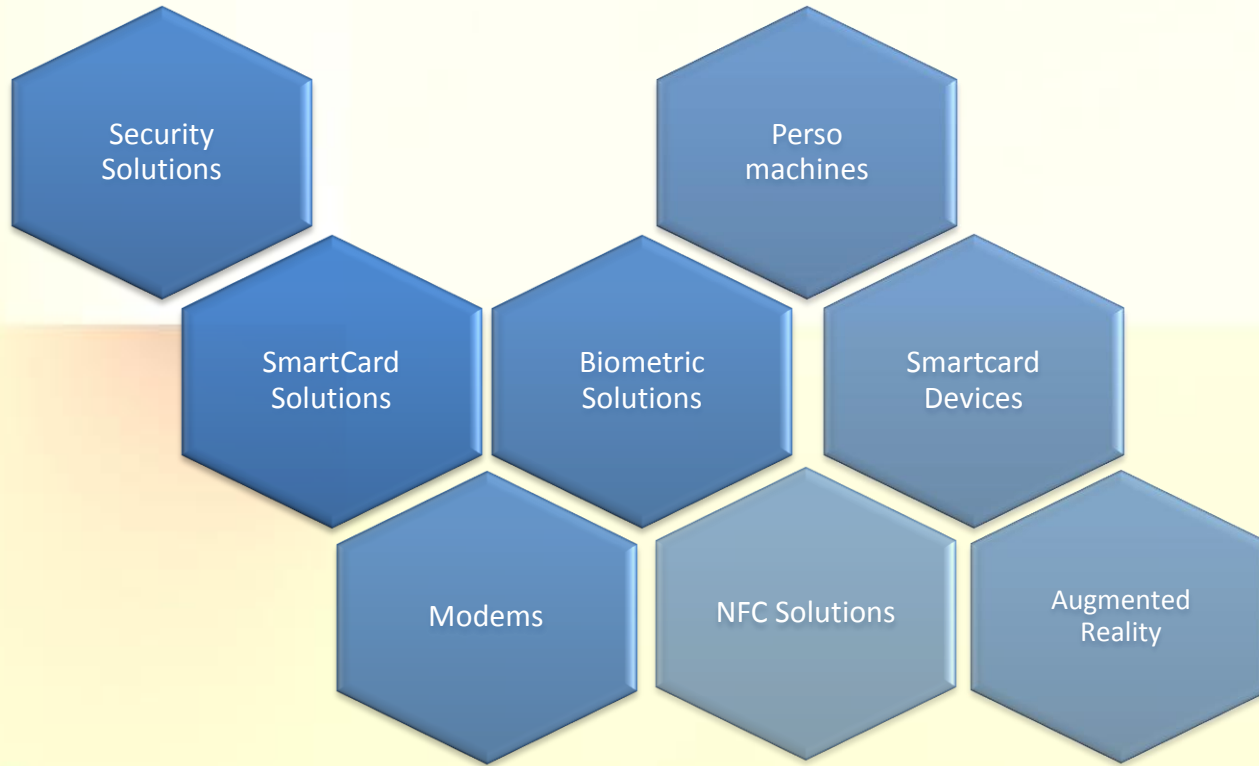 Security
Solutions
Perso
machines
SmartCard
Solutions
Biometric
Solutions
Smartcard
Devices
Modems
NFC Solutions
Augmented
Reality